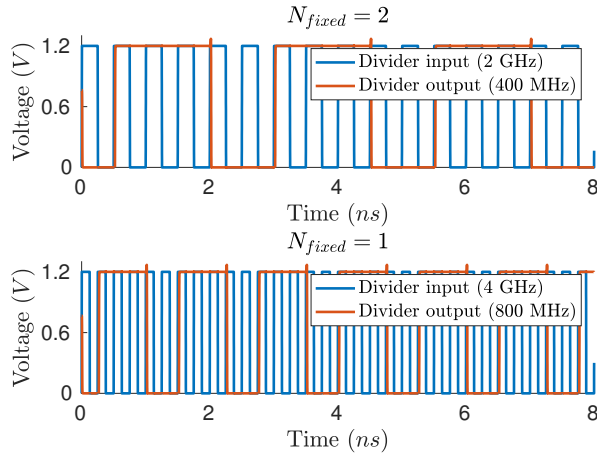 N_fixed = 2
1.2
0.6
0
Voltage (V)
Divider input (2 GHz)
Divider output (400 MHz)
0 2 4 6 8
Time (ns)
N_fixed = 1
1.2
0.6
0
Voltage (V)
Divider input (4 GHz)
Divider output (800 MHz)
0 2 4 6 8
Time (ns)